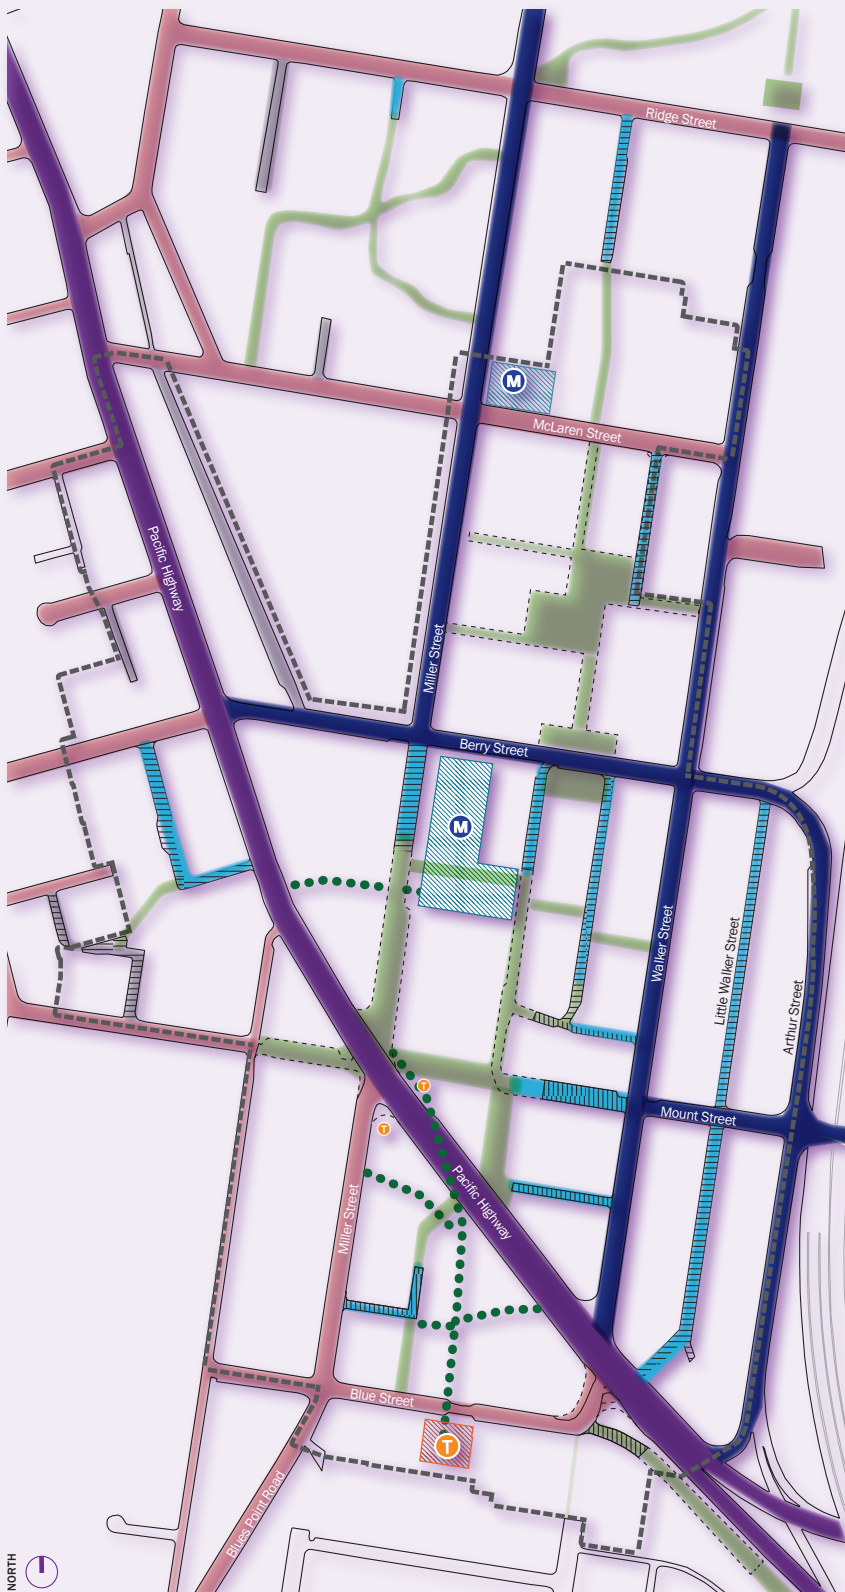 Ridge Street
M
McLaren Street
Pacific Highway
Miller Street
Berry Street
M
Walker Street
Little Walker Street
Arthur Street
T
Mount Street
T
Pacific Highway
Miller Street
Blue Street
T
Blues Point Road
NORTH